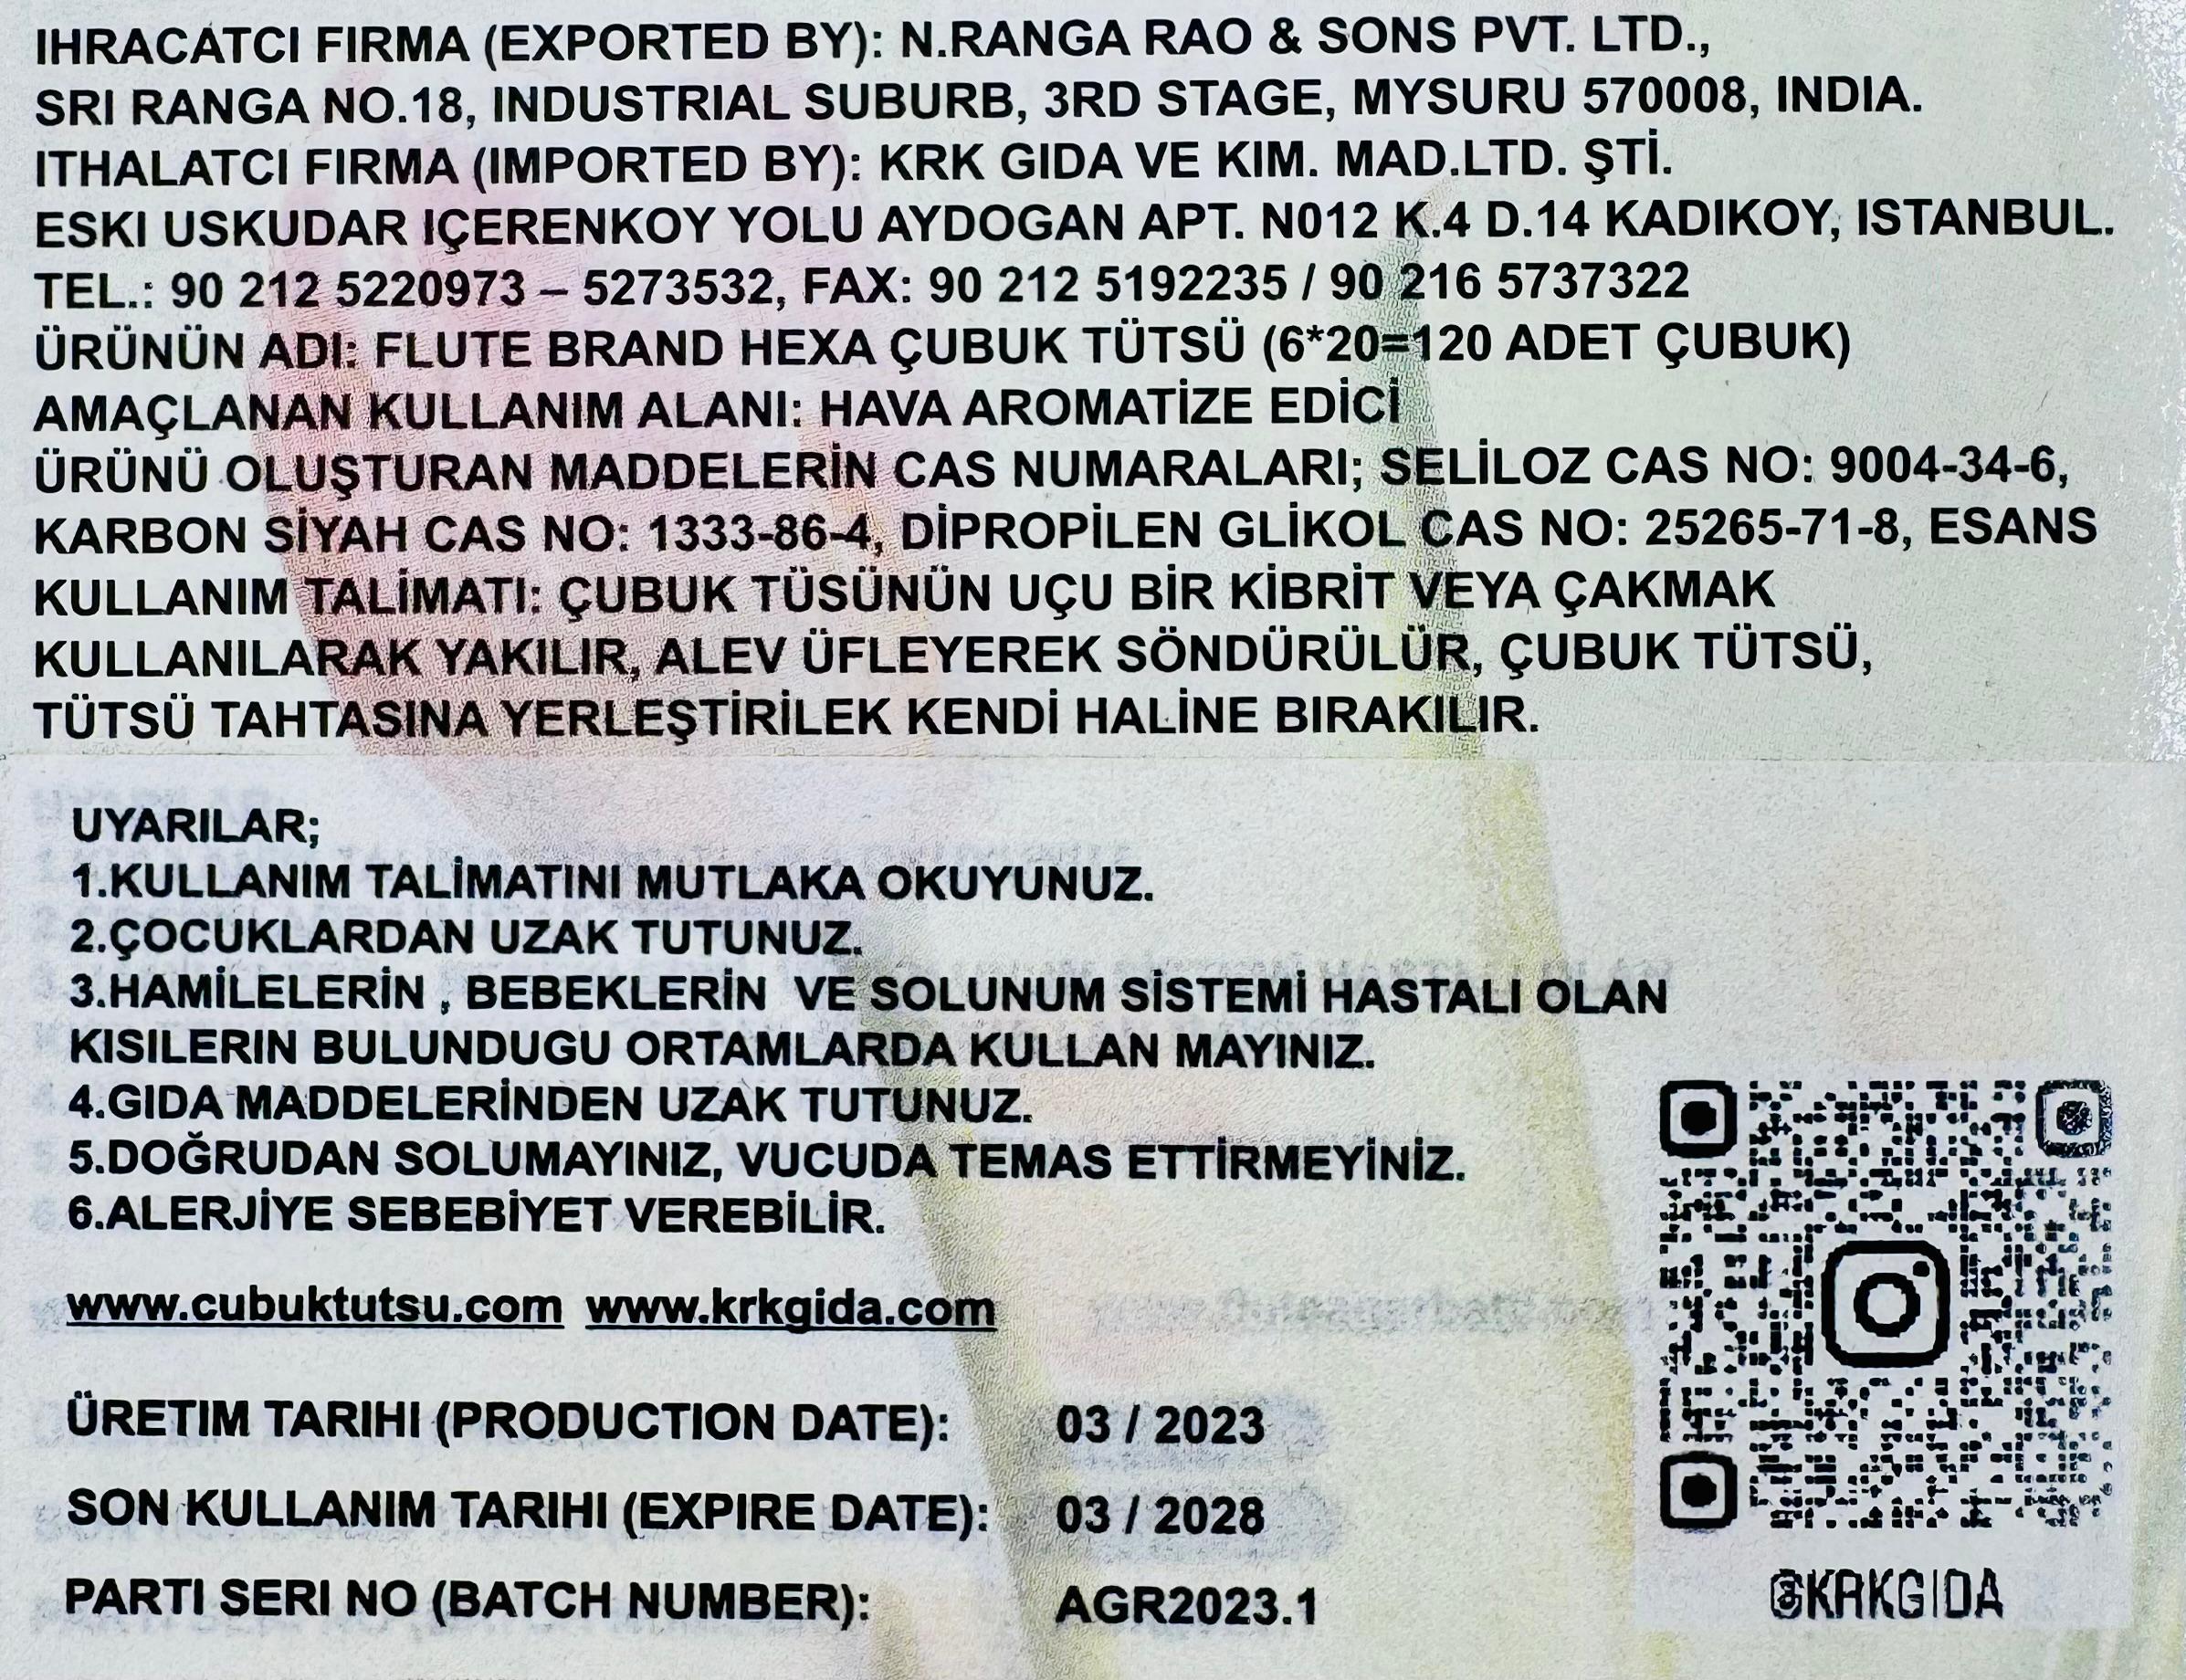 IHRACATCI FIRMA (EXPORTED BY): N.RANGA RAO & SONS PVT. LTD.,
SRI RANGA NO.18, INDUSTRIAL SUBURB, 3RD STAGE, MYSURU 570008, INDIA.
ITHALATCI FIRMA (IMPORTED BY): KRK GIDA VE KIM. MAD.LTD. ŞTİ.
ESKI USKUDAR IÇERENKOY YOLU AYDOGAN APT. N012 K.4 D.14 KADIKOY, ISTANBUL.
TEL.: 90 212 5220973 – 5273532, FAX: 90 212 5192235 / 90 216 5737322
ÜRÜNÜN ADI: FLUTE BRAND HEXA ÇUBUK TÜTSÜ (6*20=120 ADET ÇUBUK)
AMAÇLANAN KULLANIM ALANI: HAVA AROMATİZE EDİCİ
ÜRÜNÜ OLUŞTURAN MADDELERİN CAS NUMARALARI; SELİLOZ CAS NO: 9004-34-6,
KARBON SİYAH CAS NO: 1333-86-4, DİPROPİLEN GLİKOL CAS NO: 25265-71-8, ESANS
KULLANIM TALİMATI: ÇUBUK TÜSÜNÜN UÇU BİR KİBRİT VEYA ÇAKMAK
KULLANILARAK YAKILIR, ALEV ÜFLEYEREK SÖNDÜRÜLÜR, ÇUBUK TÜTSÜ,
TÜTSÜ TAHTASINA YERLEŞTİRİLEK KENDİ HALİNE BIRAKILIR.
UYARILAR;
1.KULLANIM TALİMATINI MUTLAKA OKUYUNUZ.
2.ÇOCUKLARDAN UZAK TUTUNUZ.
3.HAMİLELERİN , BEBEKLERİN  VE SOLUNUM SİSTEMİ HASTALI OLAN
KISILERIN BULUNDUGU ORTAMLARDA KULLAN MAYINIZ.
4.GIDA MADDELERİNDEN UZAK TUTUNUZ.
5.DOĞRUDAN SOLUMAYINIZ, VUCUDA TEMAS ETTİRMEYİNİZ.
6.ALERJİYE SEBEBİYET VEREBİLİR.
www.cubuktutsu.com www.krkgida.com
ÜRETIM TARIHI (PRODUCTION DATE): 03 / 2023
SON KULLANIM TARIHI (EXPIRE DATE): 03 / 2028
PARTI SERI NO (BATCH NUMBER): AGR2023.1
@KRKGIDA